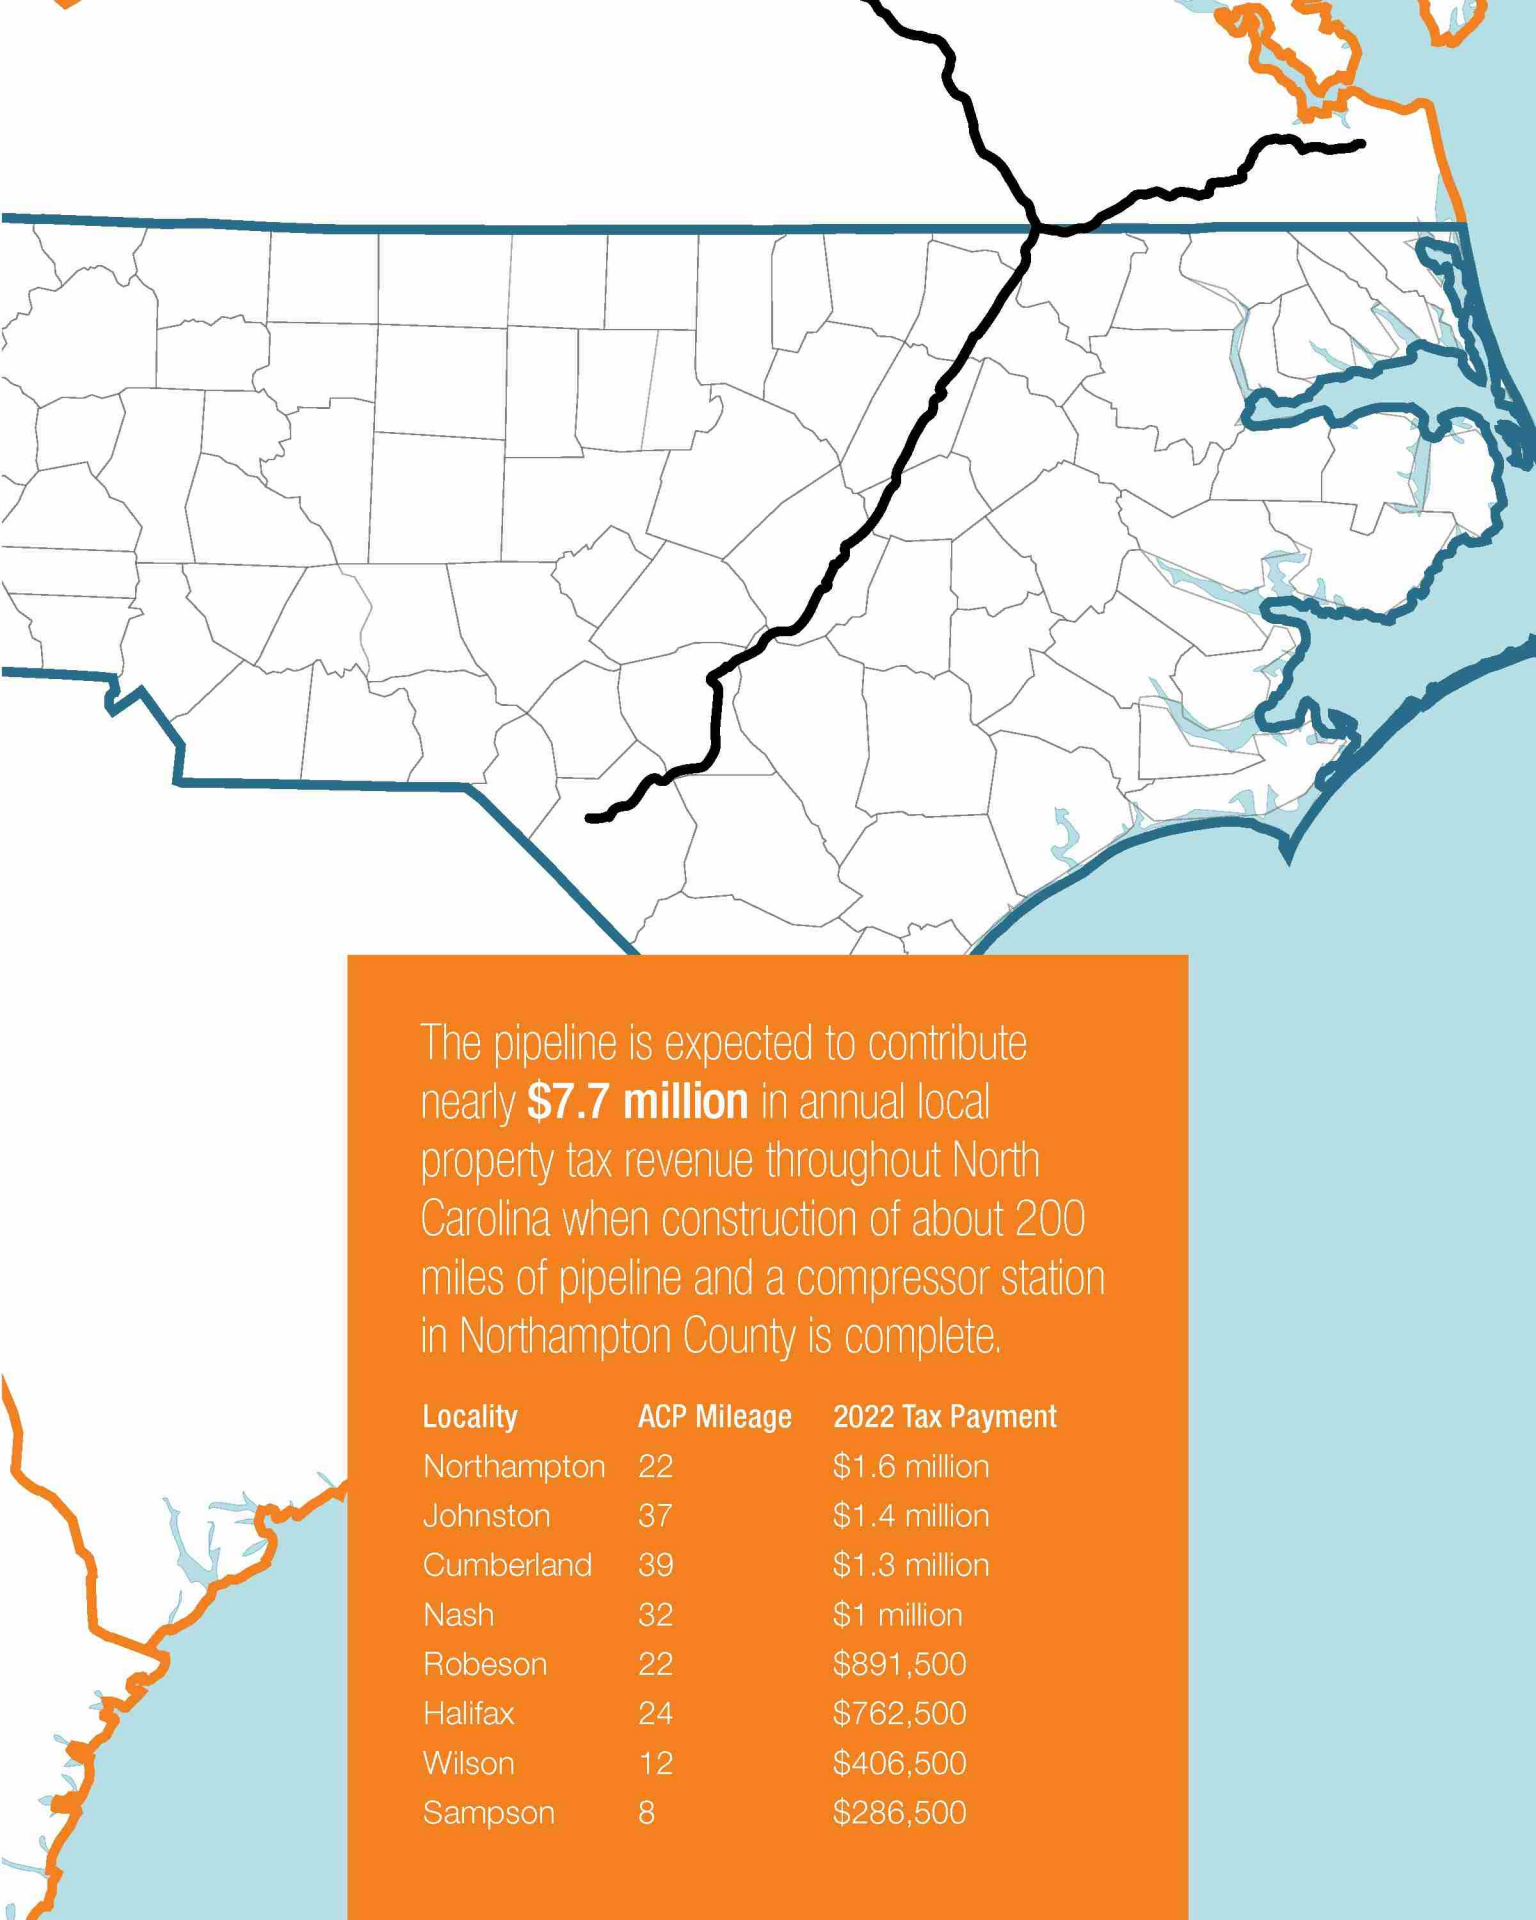 The pipeline is expected to contribute
nearly $7.7 million in annual local
property tax revenue throughout North
Carolina when construction of about 200
miles of pipeline and a compressor station
in Northampton County is complete.
Locality ACP Mileage 2022 Tax Payment
Northampton 22 $1.6 million
Johnston 37 $1.4 million
Cumberland 39 $1.3 million
Nash 32 $1 million
Robeson 22 $891,500
Halifax 24 $762,500
Wilson 12 $406,500
Sampson 8 $286,500